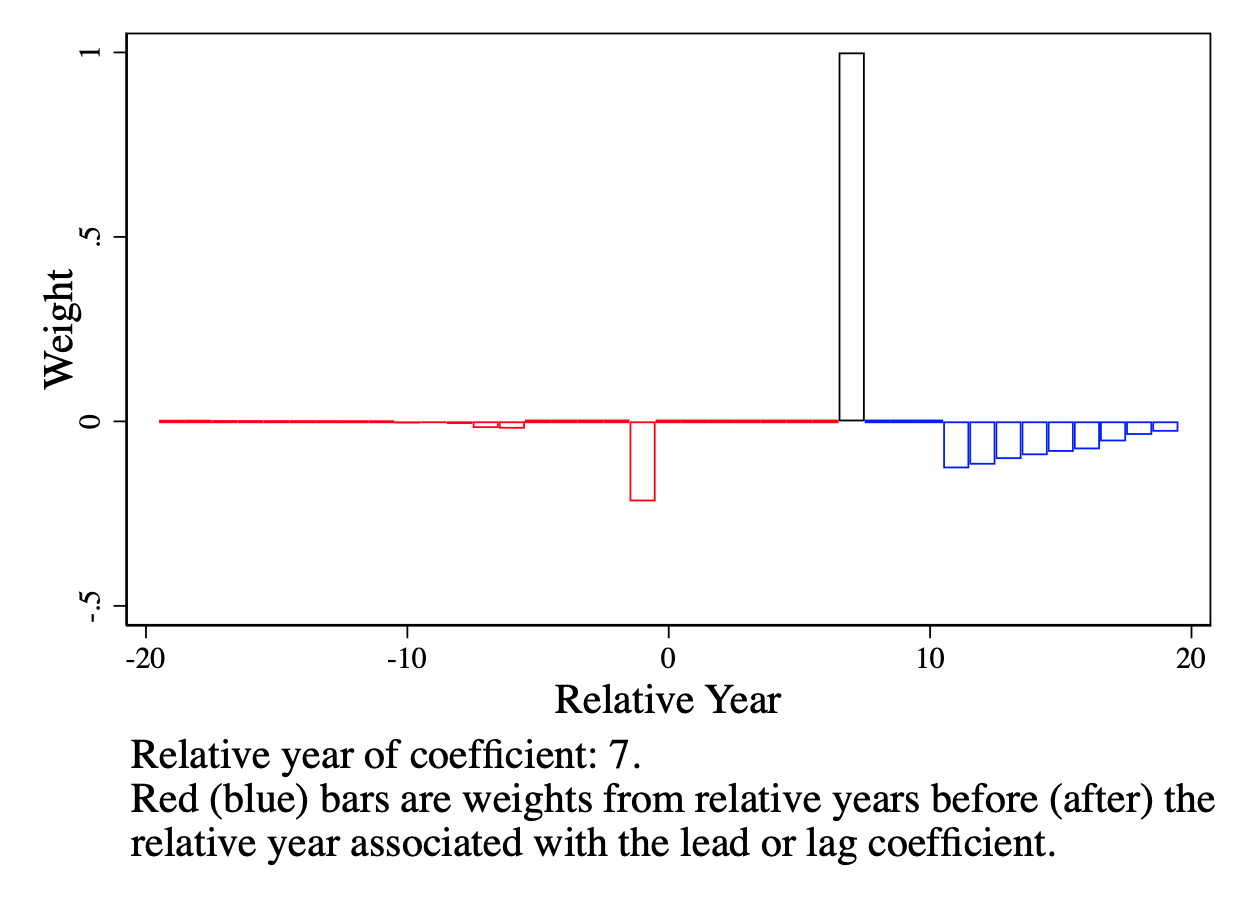 1
.5
0
-.5
Weight
-20
-10
0
10
20
Relative Year
Relative year of coefficient: 7.
Red (blue) bars are weights from relative years before (after) the
relative year associated with the lead or lag coefficient.